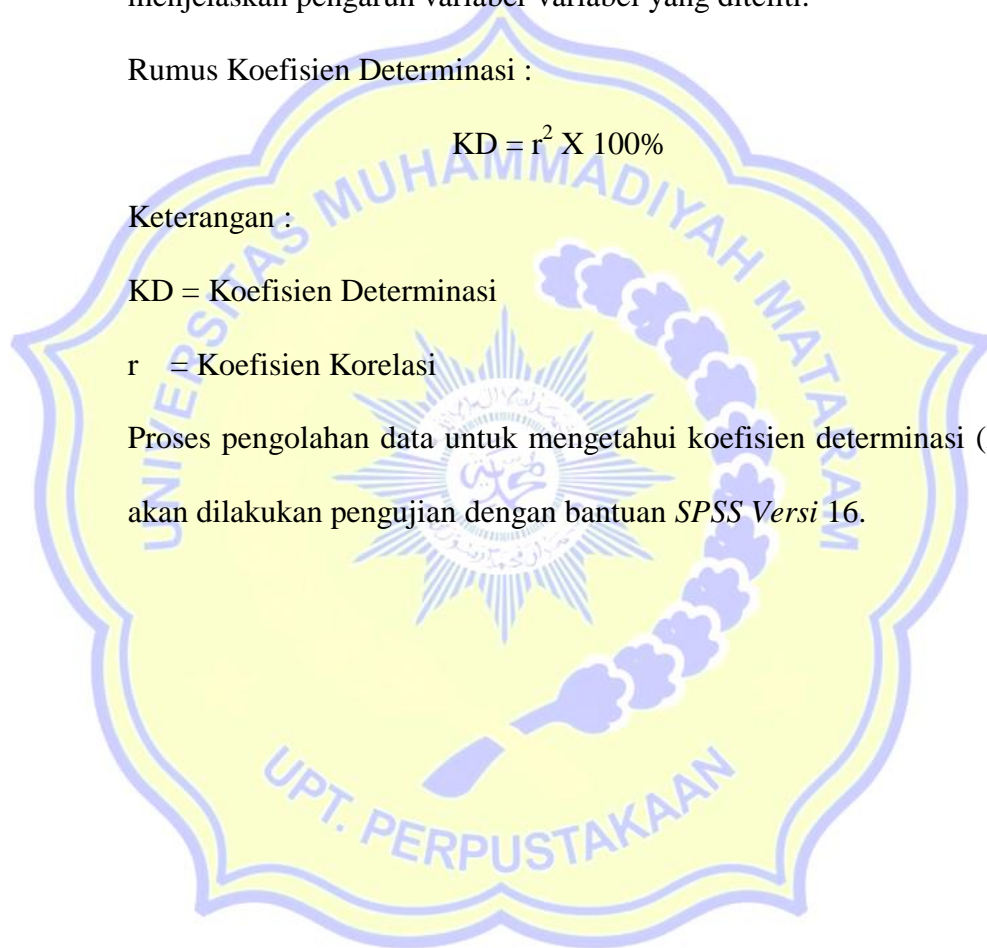 menjelaskan pengaruh variabel-variabel yang diteliti.
Rumus Koefisien Determinasi :
KD = r² X 100%
Keterangan :
KD = Koefisien Determinasi
r = Koefisien Korelasi
Proses pengolahan data untuk mengetahui koefisien determinasi (
akan dilakukan pengujian dengan bantuan SPSS Versi 16.
UNIVERSITAS MUHAMMADIYAH MATARAM
UPT. PERPUSTAKAAN